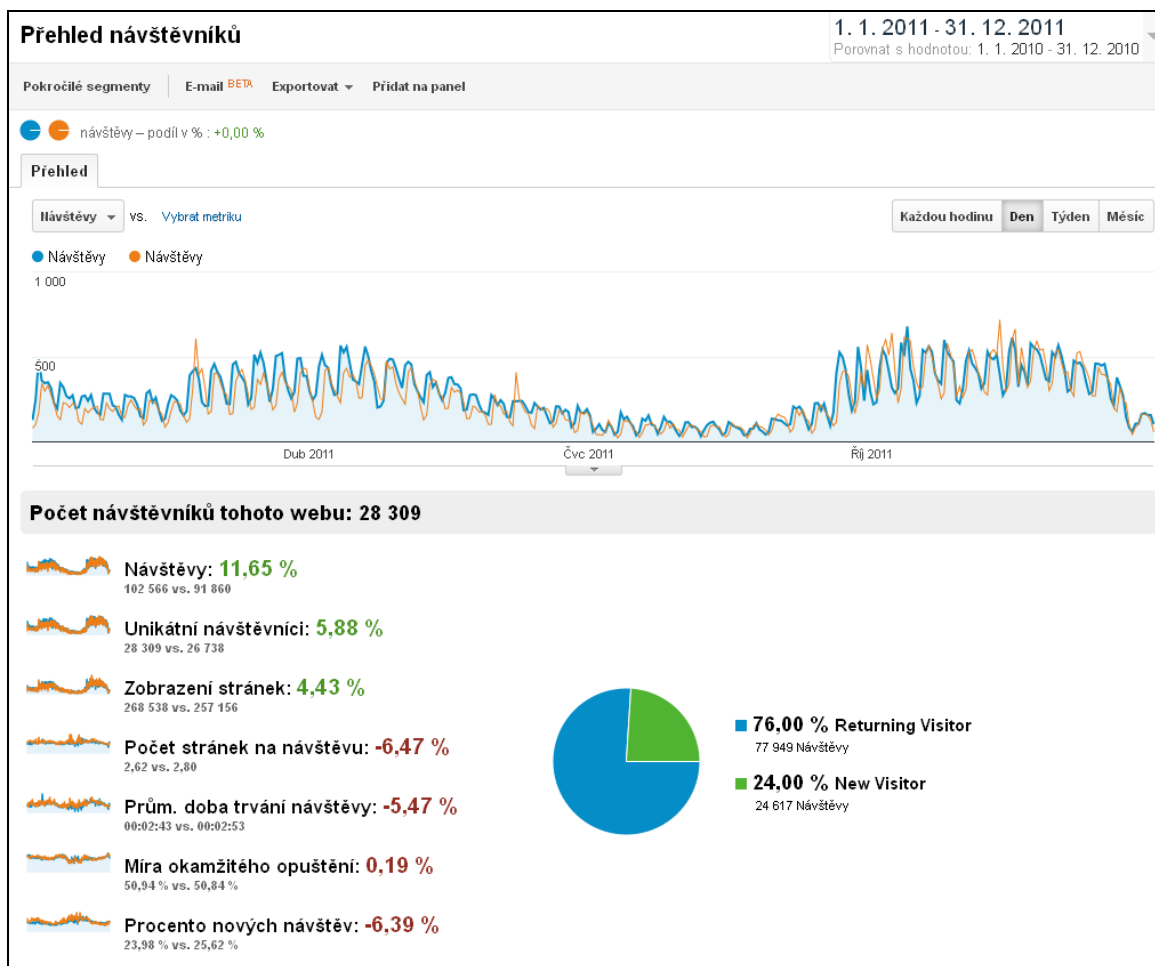 Přehled návštěvníků
1. 1. 2011 - 31. 12. 2011
Porovnat s hodnotou: 1. 1. 2010 - 31. 12. 2010
Pokročilé segmenty E-mail BETA Exportovat Přidat na panel
návštěvy – podíl v % : +0,00 %
Přehled
Návštěvy vs. Vybrat metriku
Každou hodinu Den Týden Měsíc
Návštěvy Návštěvy
1 000
500
Dub 2011 Čvc 2011 Říj 2011
Počet návštěvníků tohoto webu: 28 309
Návštěvy: 11,65 %
102 566 vs. 91 860
Unikátní návštěvníci: 5,88 %
28 309 vs. 26 738
Zobrazení stránek: 4,43 %
268 538 vs. 257 156
Počet stránek na návštěvu: -6,47 %
2,62 vs. 2,80
Prům. doba trvání návštěvy: -5,47 %
00:02:43 vs. 00:02:53
Míra okamžitého opuštění: 0,19 %
50,94 % vs. 50,84 %
Procento nových návštěv: -6,39 %
23,98 % vs. 25,62 %
76,00 % Returning Visitor
77 949 Návštěvy
24,00 % New Visitor
24 617 Návštěvy